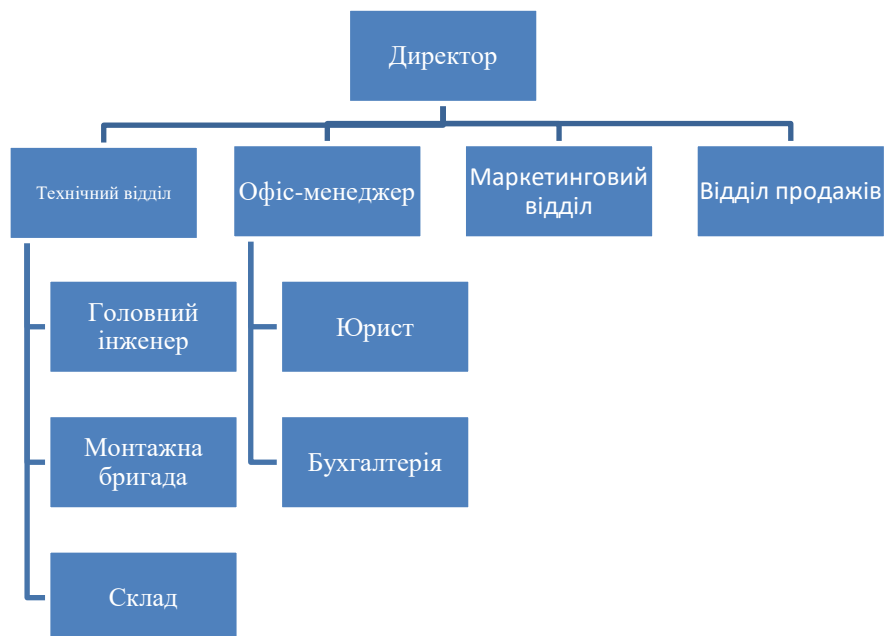 Директор
Технічний відділ
Офіс-менеджер
Маркетинговий
відділ
Відділ продажів
Головний
інженер
Юрист
Монтажна
бригада
Бухгалтерія
Склад